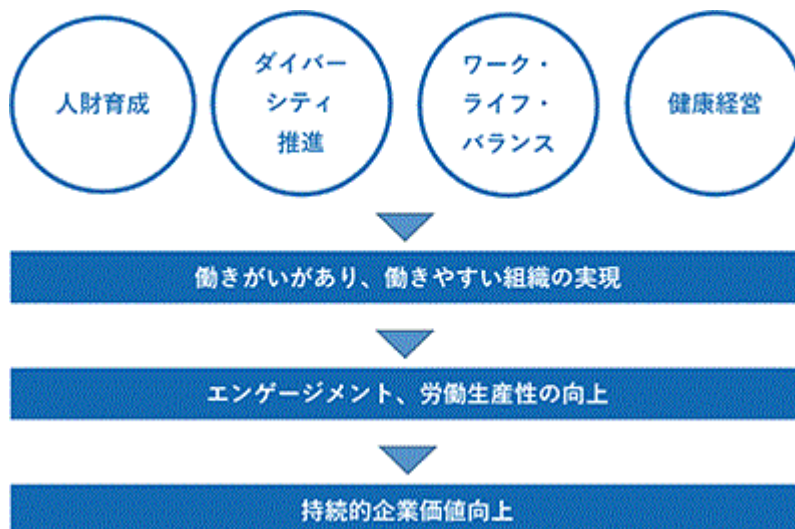 人財育成
ダイバー
シティ
推進
ワーク・
ライフ・
バランス
健康経営
働きがいがあり、働きやすい組織の実現
エンゲージメント、労働生産性の向上
持続的企業価値向上